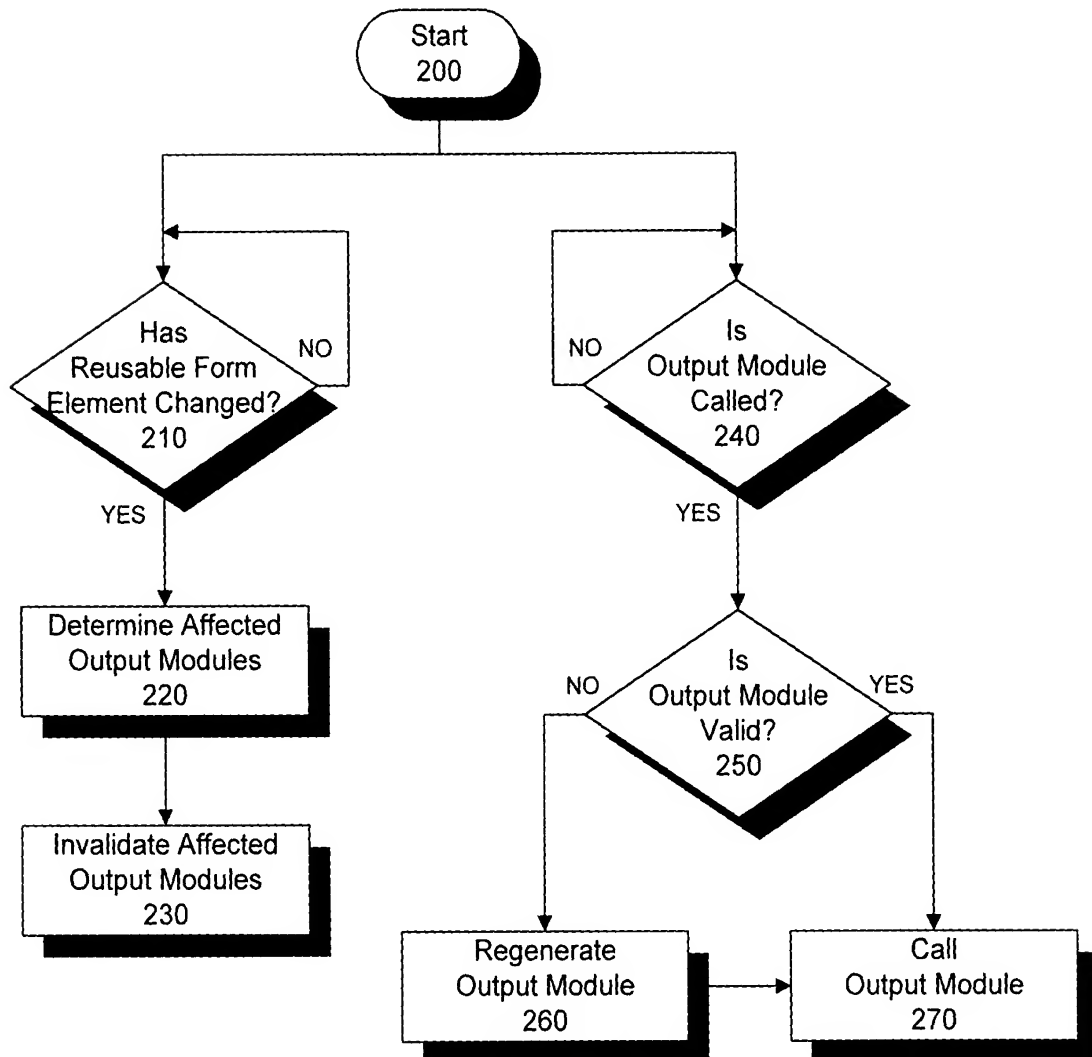 Start
200
Has
Reusable Form
Element Changed?
210
NO
YES
Determine Affected
Output Modules
220
Invalidate Affected
Output Modules
230
Is
Output Module
Called?
240
NO
YES
Is
Output Module
Valid?
250
NO
YES
Regenerate
Output Module
260
Call
Output Module
270